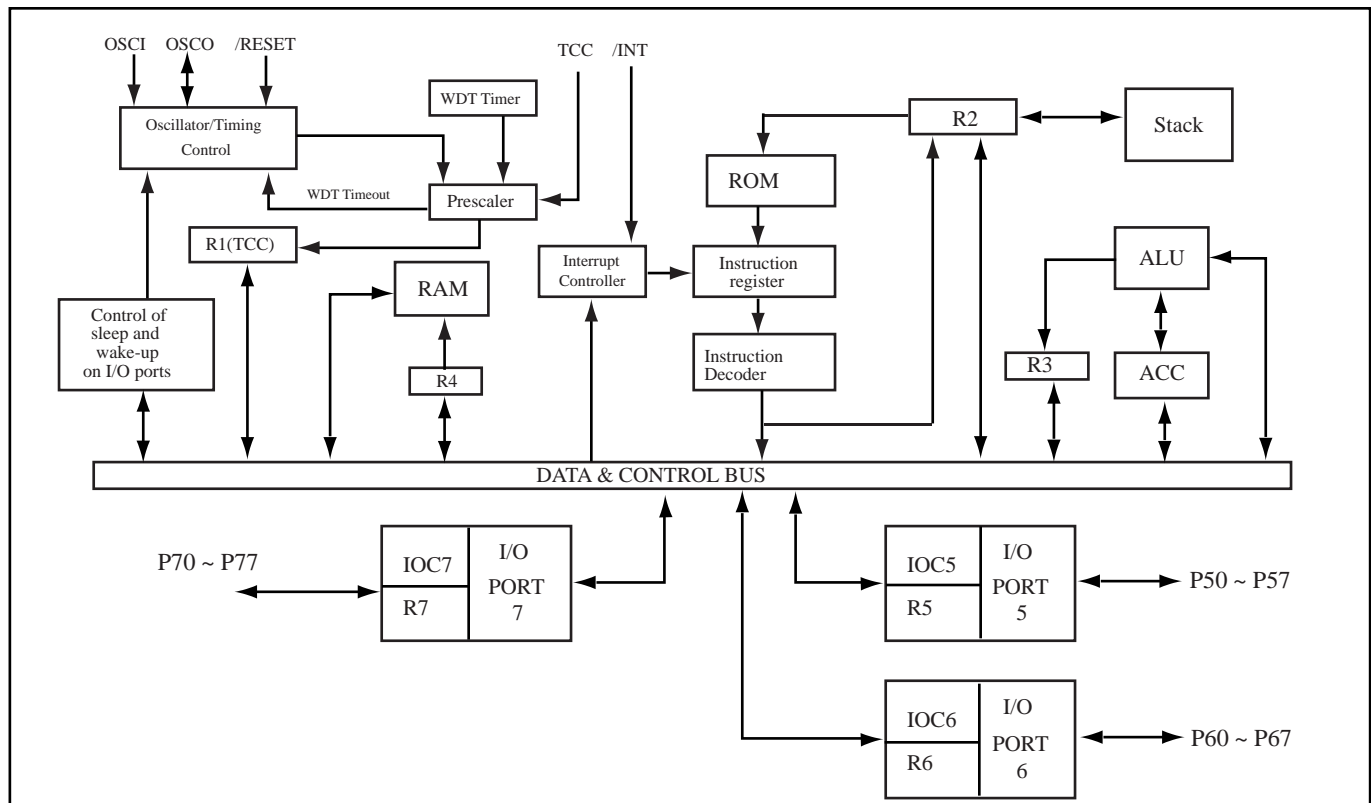 OSCI OSCO /RESET TCC /INT
WDT Timer
R2
Stack
Oscillator/Timing
Control
ROM
WDT Timeout
Prescaler
R1(TCC)
Interrupt
Controller
Instruction
register
ALU
RAM
Control of
sleep and
wake-up
on I/O ports
R4
Instruction
Decoder
R3
ACC
DATA & CONTROL BUS
P70 ~ P77
IOC7
R7
I/O
PORT
7
IOC5
R5
I/O
PORT
5
P50 ~ P57
IOC6
R6
I/O
PORT
6
P60 ~ P67